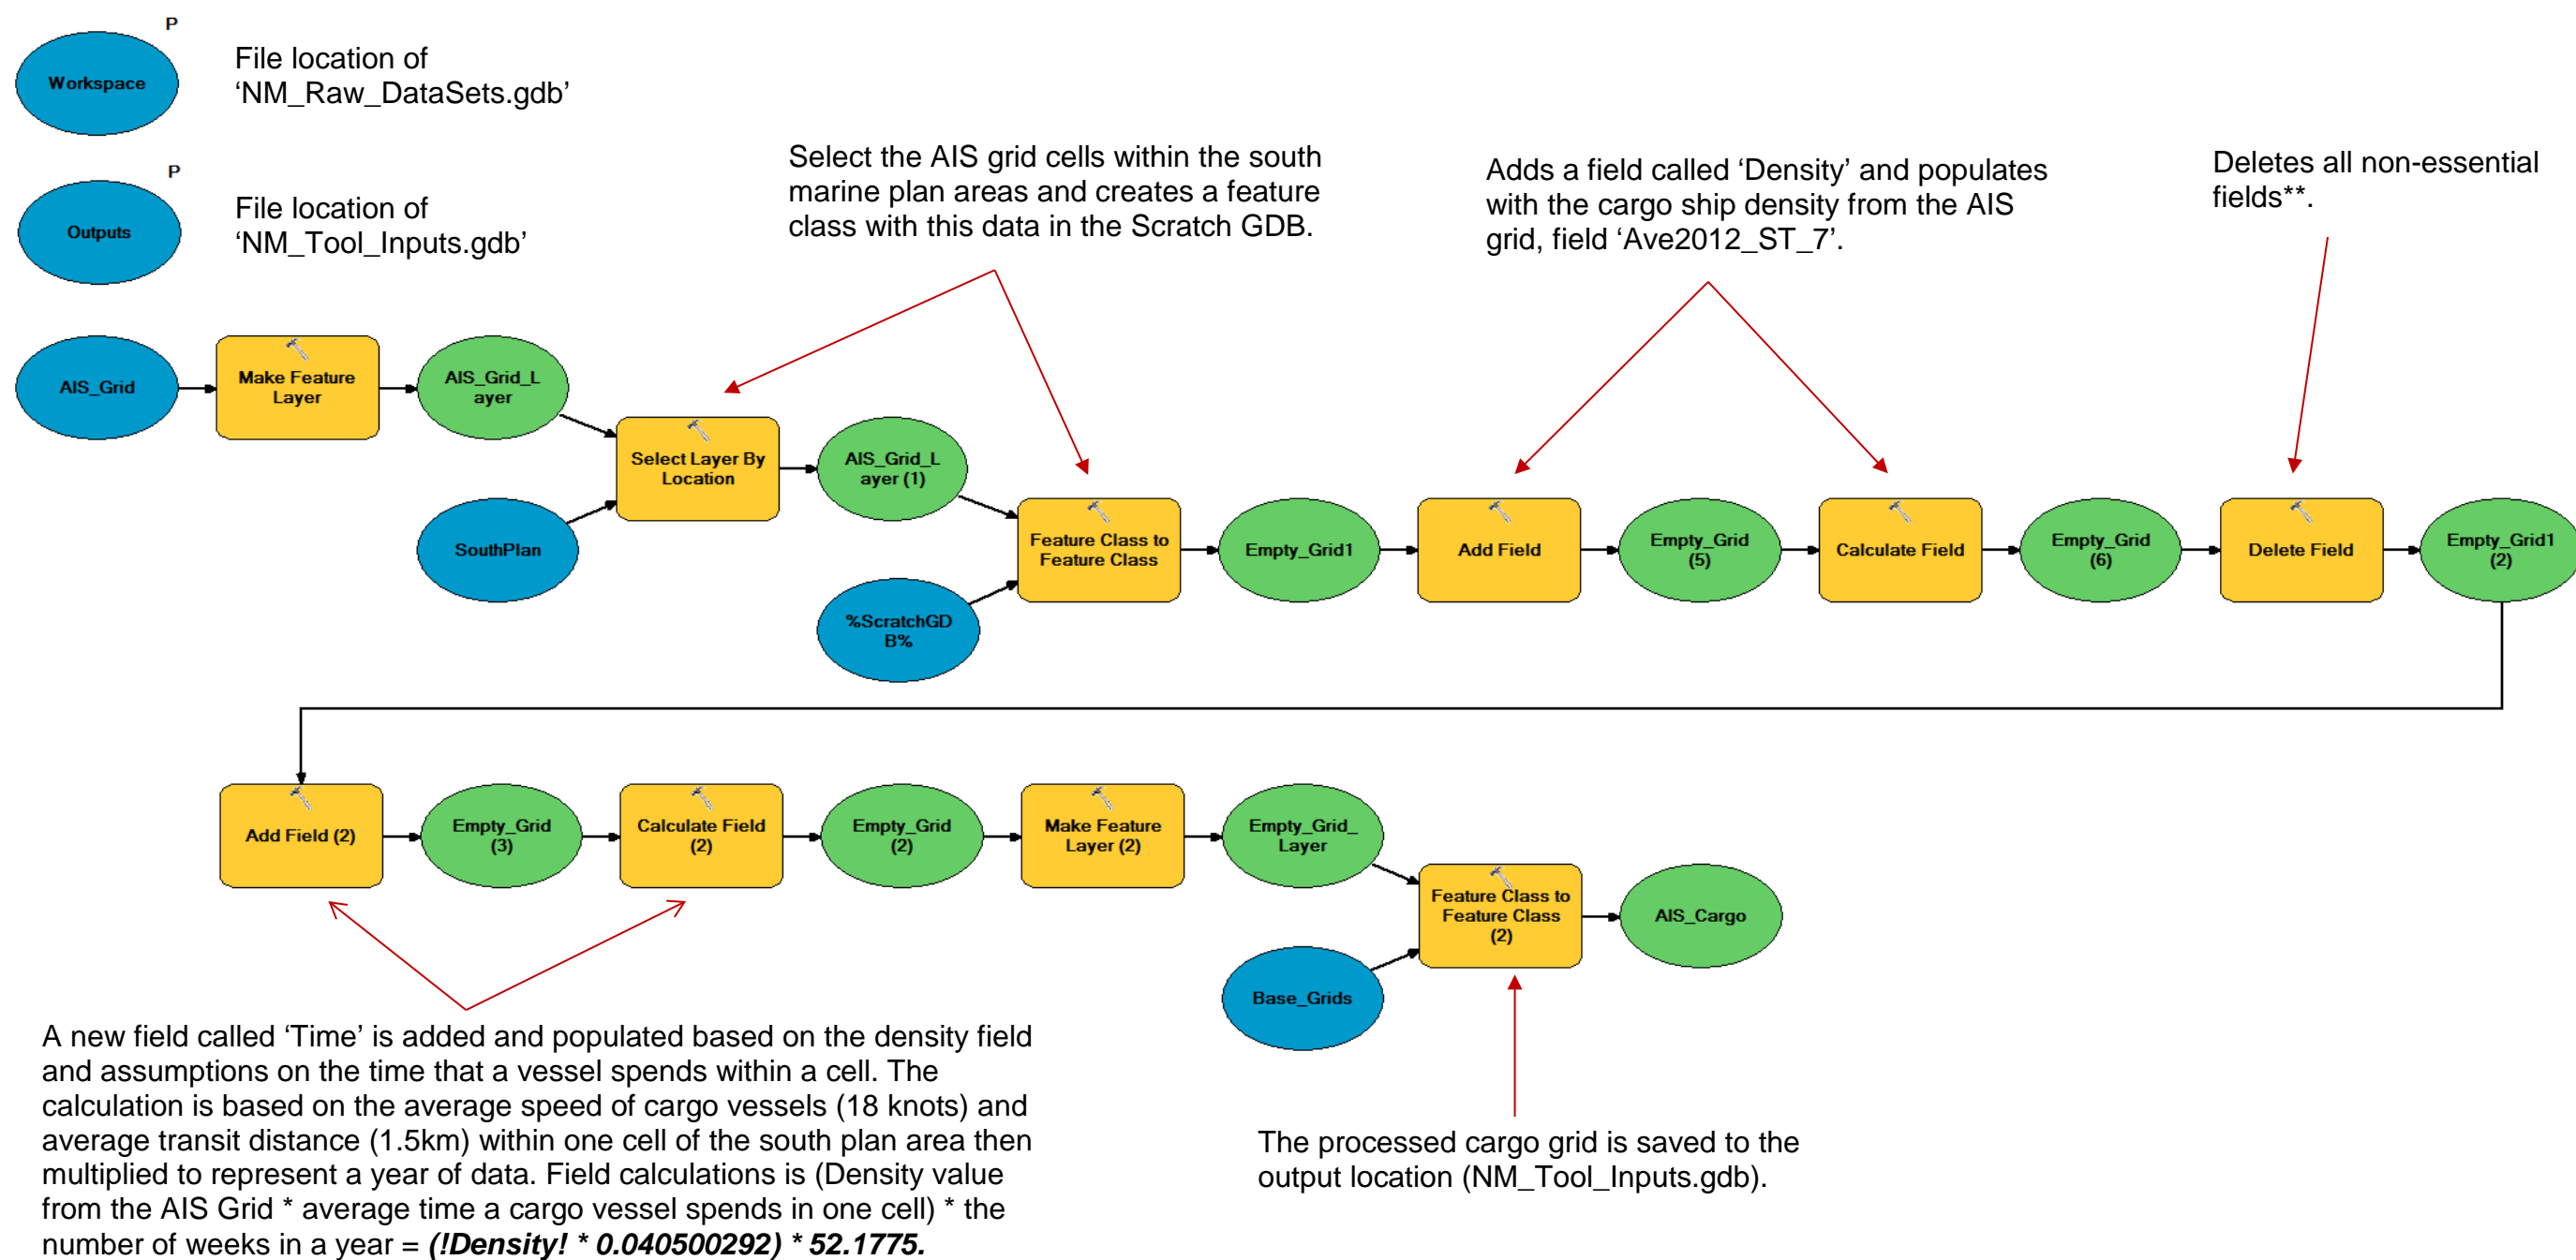 P
Workspace
File location of
‘NM_Raw_DataSets.gdb’
P
Outputs
File location of
‘NM_Tool_Inputs.gdb’
Select the AIS grid cells within the south
marine plan areas and creates a feature
class with this data in the Scratch GDB.
Adds a field called ‘Density’ and populates
with the cargo ship density from the AIS
grid, field ‘Ave2012_ST_7’.
Deletes all non-essential
fields**.
AIS_Grid
Make Feature
Layer
AIS_Grid_L
ayer
Select Layer By
Location
SouthPlan
AIS_Grid_L
ayer (1)
Feature Class to
Feature Class
%ScratchGD
B%
Empty_Grid1
Add Field
Empty_Grid
(5)
Calculate Field
Empty_Grid
(6)
Delete Field
Empty_Grid1
(2)
Add Field (2)
Empty_Grid
(3)
Calculate Field
(2)
Empty_Grid
(2)
Make Feature
Layer (2)
Empty_Grid_
Layer
Feature Class to
Feature Class
(2)
Base_Grids
AIS_Cargo
A new field called ‘Time’ is added and populated based on the density field
and assumptions on the time that a vessel spends within a cell. The
calculation is based on the average speed of cargo vessels (18 knots) and
average transit distance (1.5km) within one cell of the south plan area then
multiplied to represent a year of data. Field calculations is (Density value
from the AIS Grid * average time a cargo vessel spends in one cell) * the
number of weeks in a year = (!Density! * 0.040500292) * 52.1775.
The processed cargo grid is saved to the
output location (NM_Tool_Inputs.gdb).